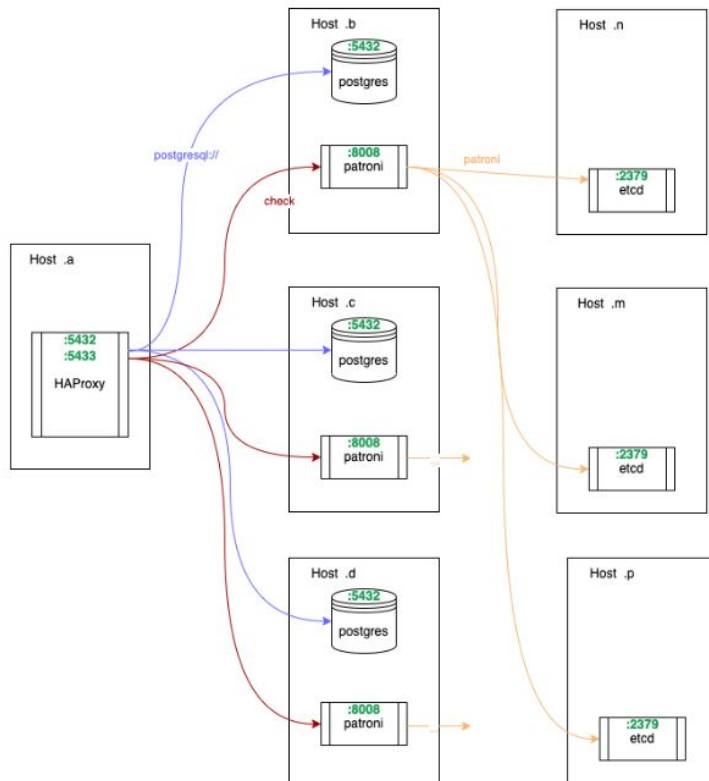 Host .b
:5432
postgres
postgresql://
:8008
patroni
check
Host .n
patroni
:2379
etcd
Host .a
:5432
:5433
HAProxy
Host .c
:5432
postgres
:8008
patroni
...
Host .m
:2379
etcd
Host .d
:5432
postgres
:8008
patroni
...
Host .p
:2379
etcd